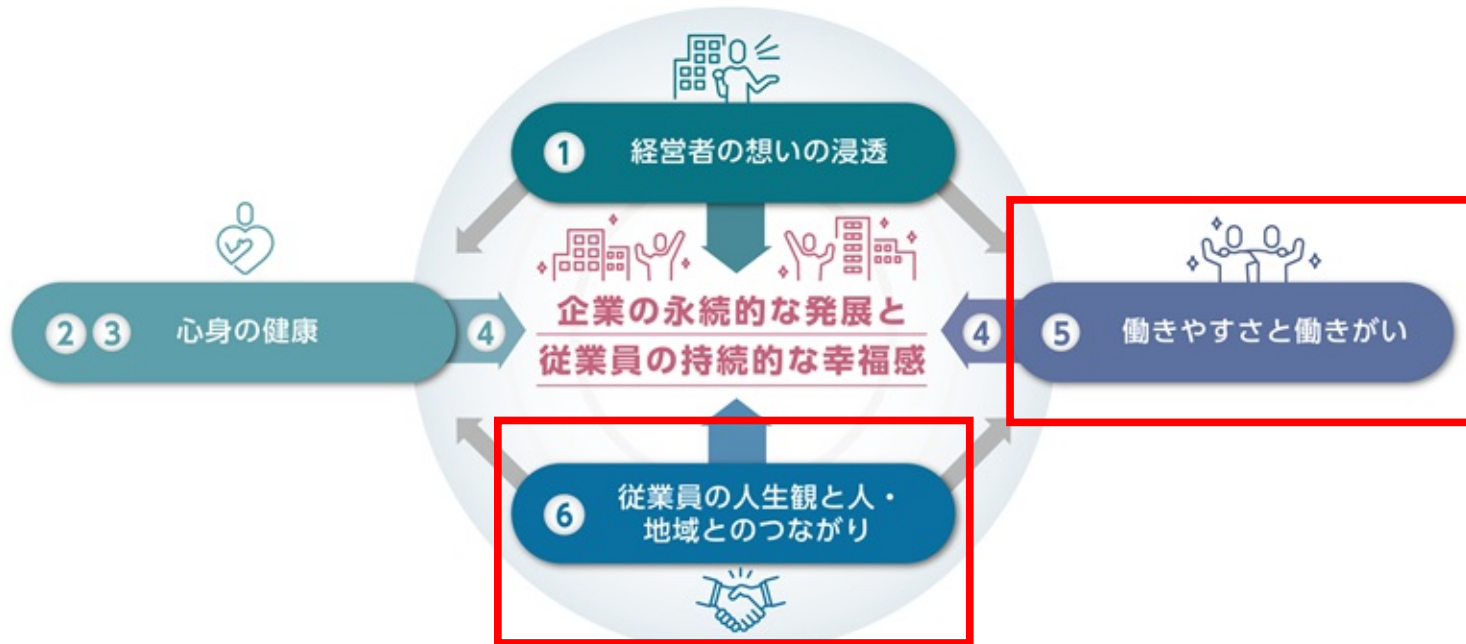 ① 経営者の想いの浸透
②③ 心身の健康
④
企業の永続的な発展と
従業員の持続的な幸福感
④
⑤ 働きやすさと働きがい
⑥ 従業員の人生観と人・
地域とのつながり